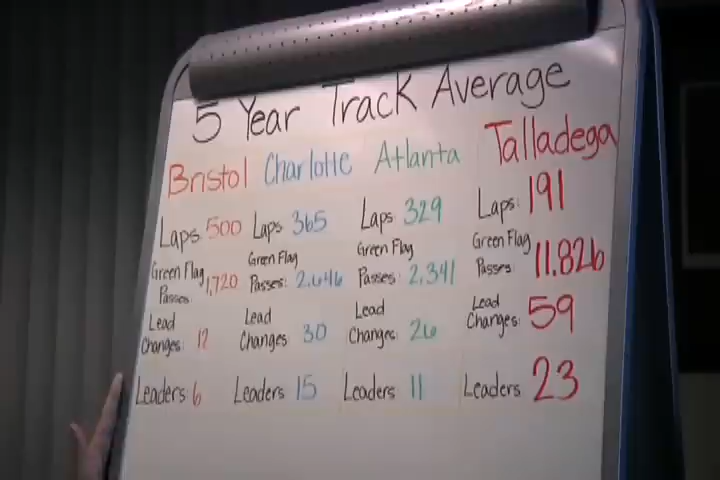 5 Year Track Average
Bristol Charlotte Atlanta Talladega
Laps: 500 Laps 365 Laps 329 Laps: 191
Green Flag Passes: 1,720 Green Flag Passes: 2,646 Green Flag Passes: 2,341 Green Flag Passes: 11,826
Lead Changes: 17 Lead Changes 30 Lead Changes: 26 Lead Changes: 59
Leaders 6 Leaders 15 Leaders 11 Leaders 23